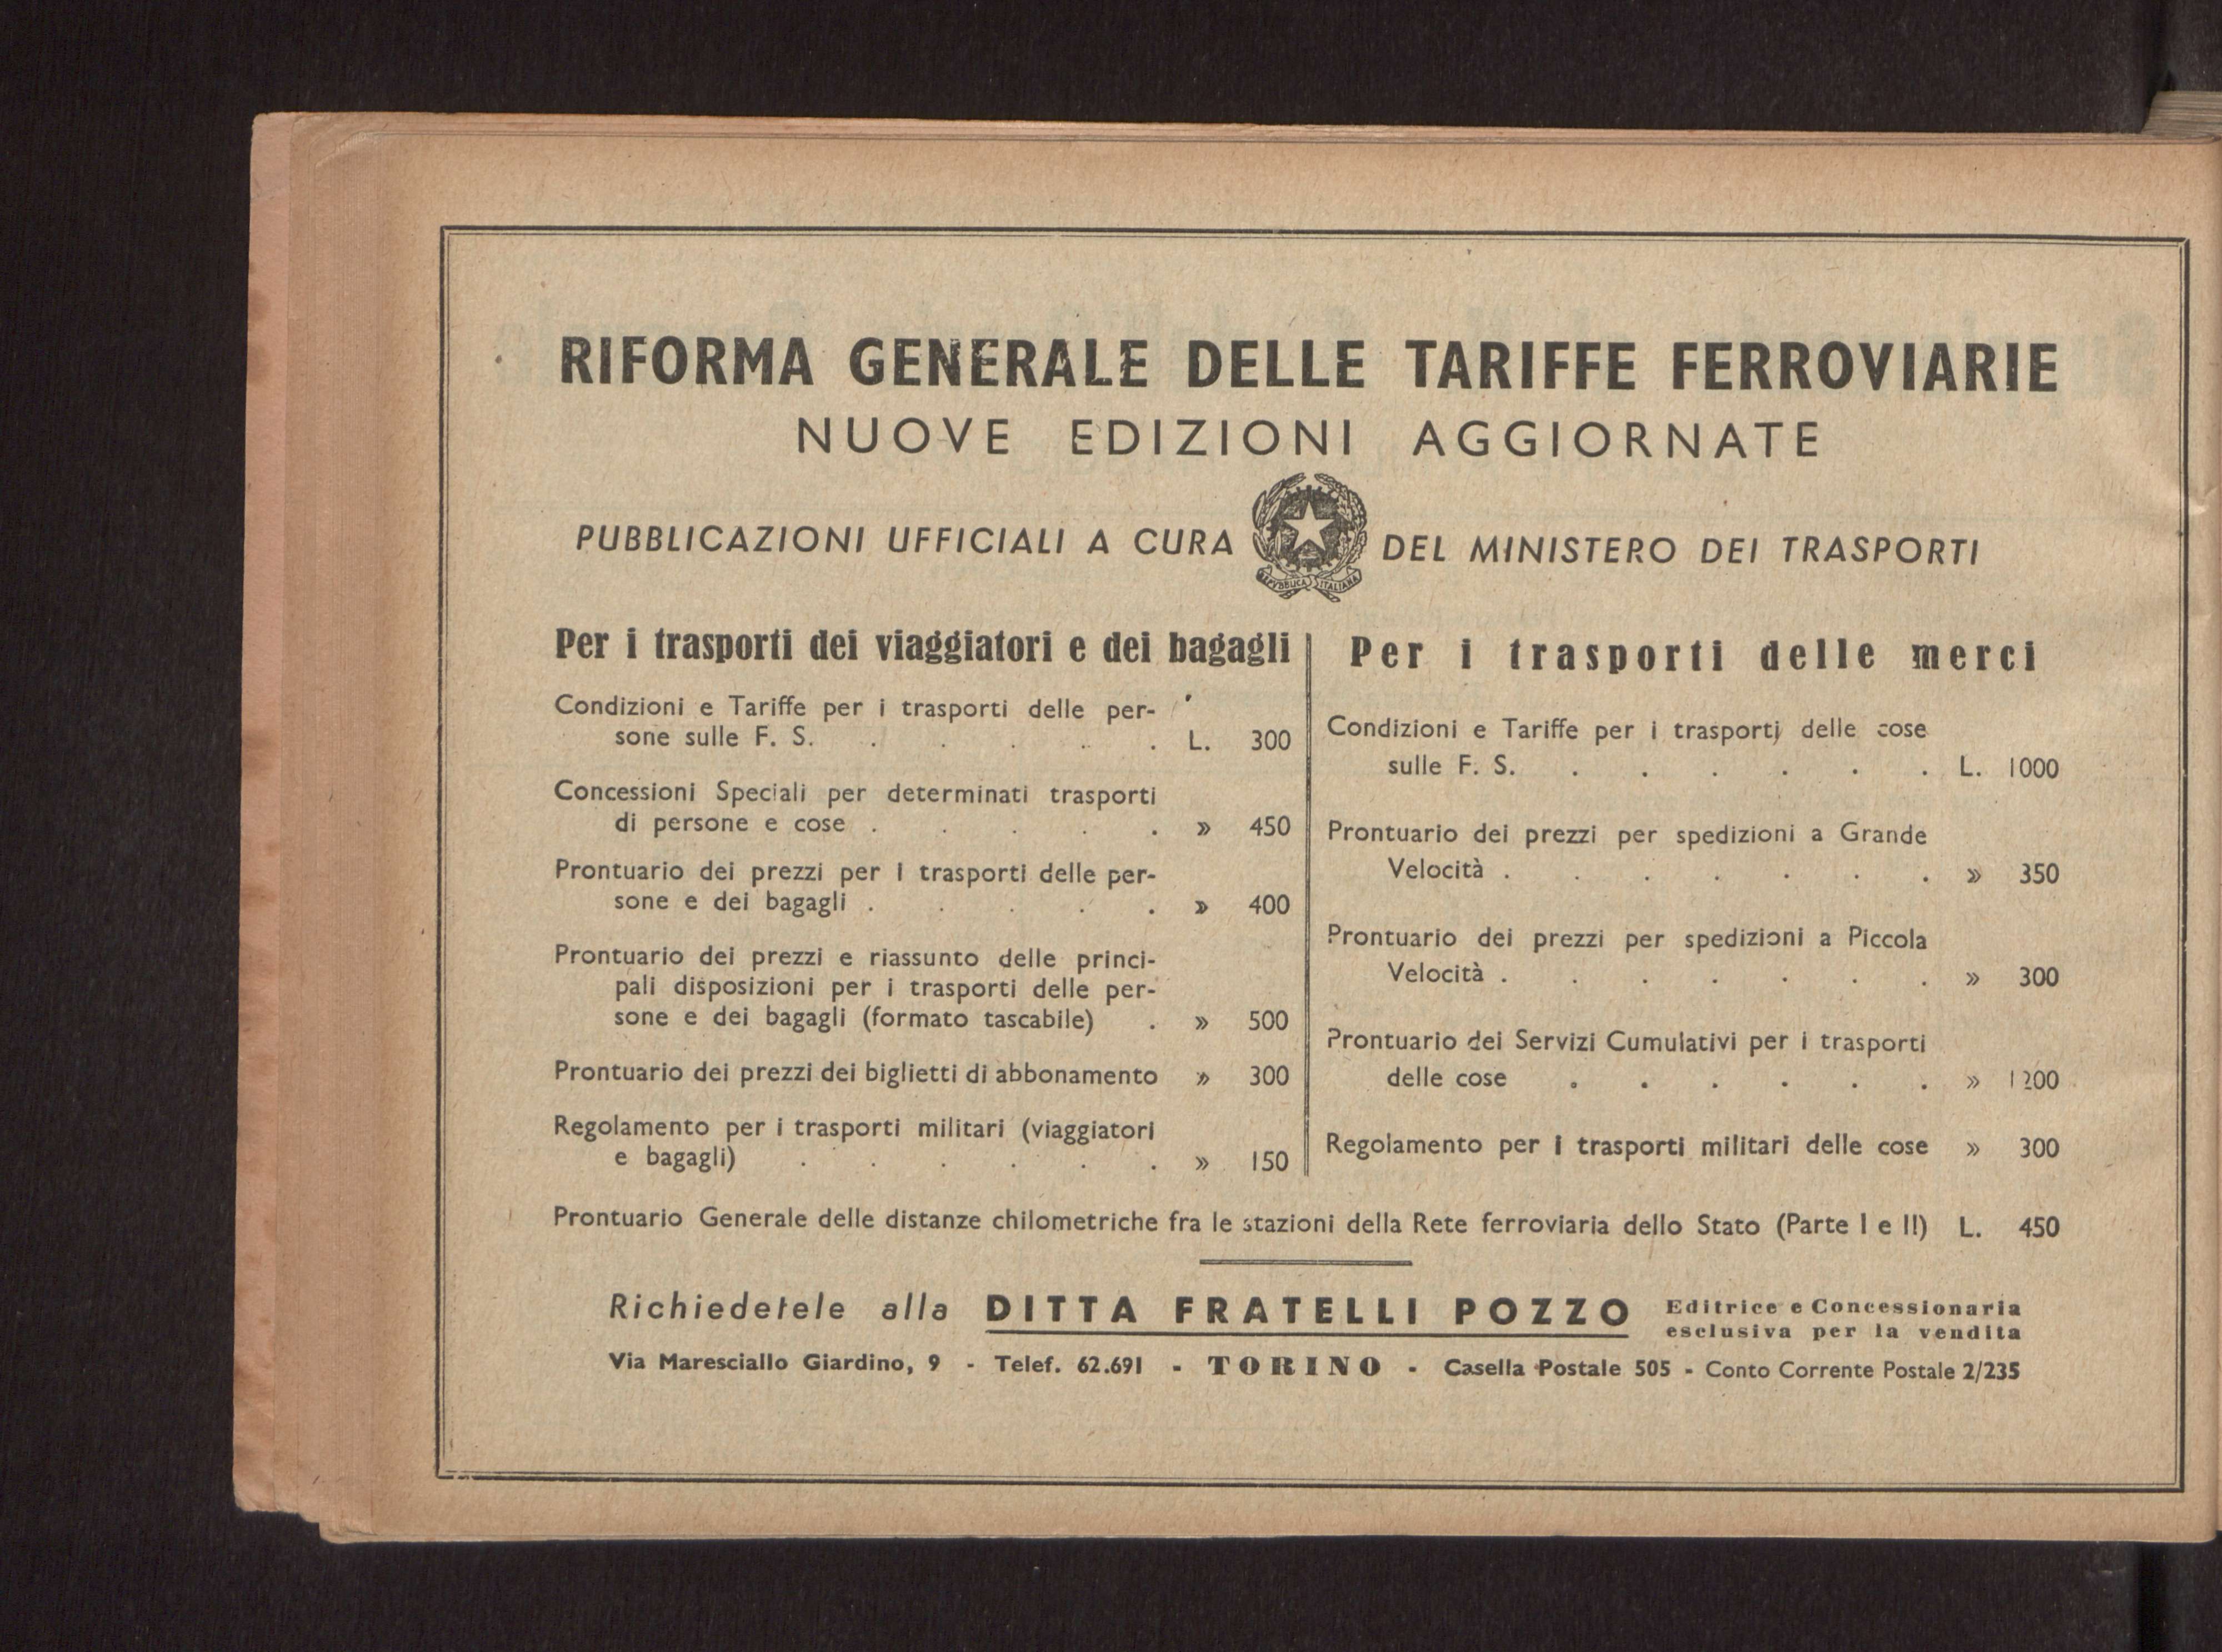 RIFORMA GENERALE DELLE TARIFFE FERROVIARIE
NUOVE EDIZIONI AGGIORNATE
PUBBLICAZIONI UFFICIALI A CURA DEL MINISTERO DEI TRASPORTI
REPVBBLICA ITALIANA
Per i trasporti dei viaggiatori e dei bagagli
Condizioni e Tariffe per i trasporti delle per-
sone sulle F. S. . . . . . L. 300
Concessioni Speciali per determinati trasporti
di persone e cose . . . . . » 450
Prontuario dei prezzi per i trasporti delle per-
sone e dei bagagli . . . . . » 400
Prontuario dei prezzi e riassunto delle princi-
pali disposizioni per i trasporti delle per-
sone e dei bagagli (formato tascabile) . » 500
Prontuario dei prezzi dei biglietti di abbonamento » 300
Regolamento per i trasporti militari (viaggiatori
e bagagli) . . . . . . » 150
Per i trasporti delle merci
Condizioni e Tariffe per i trasporti delle cose
sulle F. S. . . . . . . L. 1000
Prontuario dei prezzi per spedizioni a Grande
Velocità . . . . . . . » 350
Prontuario dei prezzi per spedizioni a Piccola
Velocità . . . . . . . » 300
Prontuario dei Servizi Cumulativi per i trasporti
delle cose . . . . . . » 1200
Regolamento per i trasporti militari delle cose » 300
Prontuario Generale delle distanze chilometriche fra le stazioni della Rete ferroviaria dello Stato (Parte I e II) L. 450
Richiedetele alla DITTA FRATELLI POZZO Editrice e Concessionaria
esclusiva per la vendita
Via Maresciallo Giardino, 9 - Telef. 62.691 - TORINO - Casella Postale 505 - Conto Corrente Postale 2/235